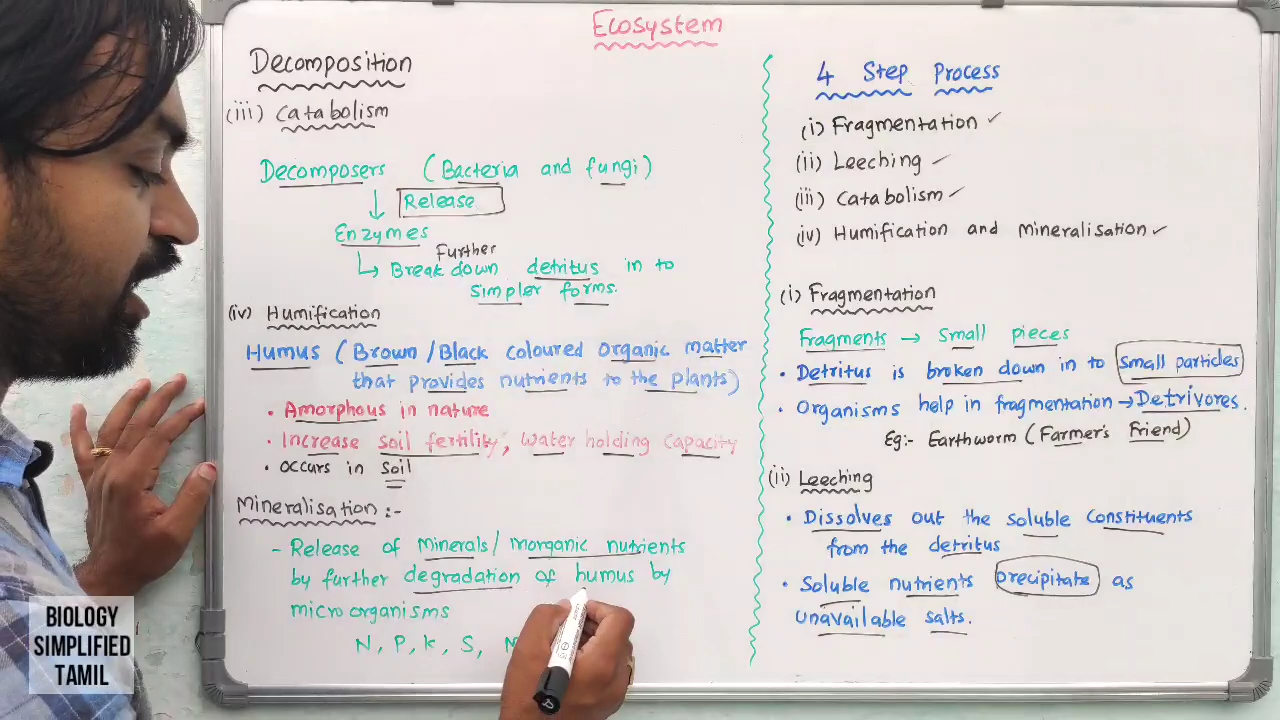 Ecosystem
Decomposition
(iii) Catabolism
Decomposers (Bacteria and fungi)
Release
Enzymes
Further
Break down detritus in to
simpler forms.
(iv) Humification
Humus (Brown/Black coloured organic matter
that provides nutrients to the plants)
• Amorphous in nature
• Increase soil fertility, water holding capacity
• occurs in soil
Mineralisation :-
- Release of Minerals/ Inorganic nutrients
by further degradation of humus by
micro organisms
N, P, K, S,
4 Step Process
(i) Fragmentation ✓
(ii) Leeching ✓
(iii) Catabolism ✓
(iv) Humification and mineralisation ✓
(i) Fragmentation
Fragments → Small pieces
• Detritus is broken down in to small particles
• Organisms help in fragmentation → Detrivores.
Eg:- Earthworm (Farmer's Friend)
(ii) Leeching
• Dissolves out the soluble constituents
from the detritus
• Soluble nutrients precipitate as
unavailable salts.
BIOLOGY
SIMPLIFIED
TAMIL